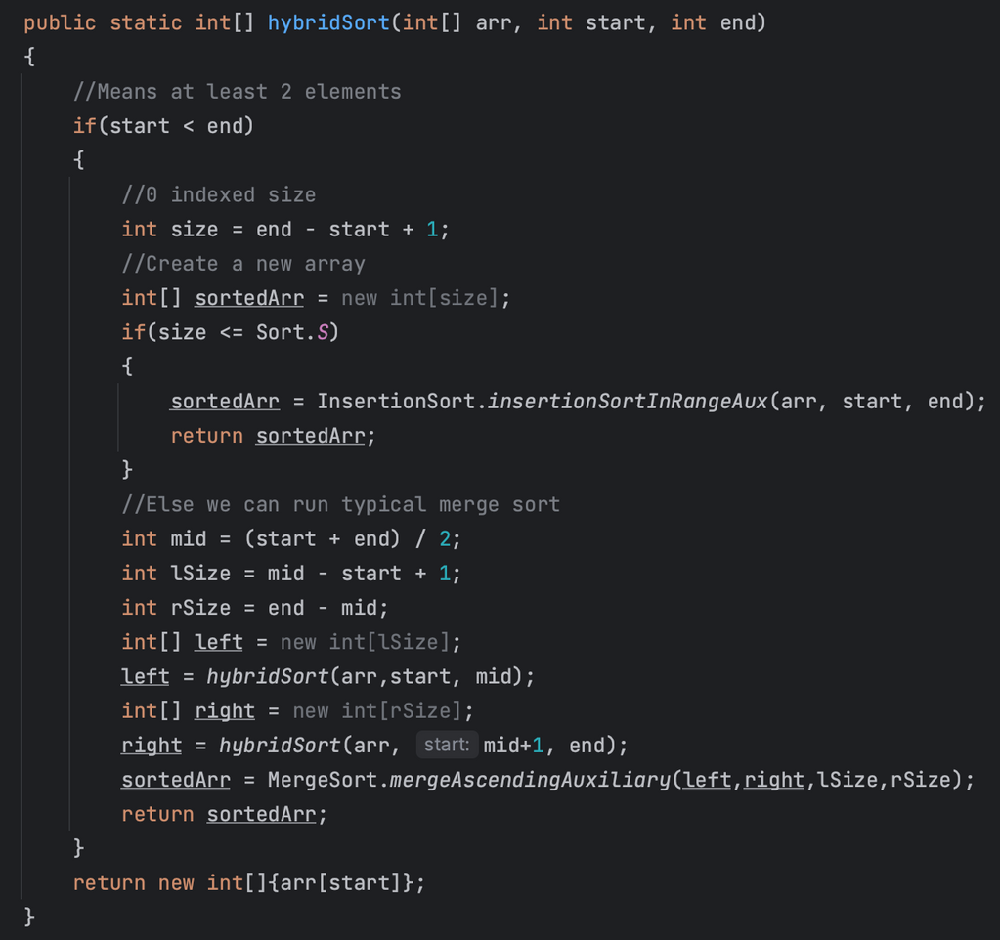 public static int[] hybridSort(int[] arr, int start, int end)
{
//Means at least 2 elements
if(start < end)
{
//0 indexed size
int size = end - start + 1;
//Create a new array
int[] sortedArr = new int[size];
if(size <= Sort.S)
{
sortedArr = InsertionSort.insertionSortInRangeAux(arr, start, end);
return sortedArr;
}
//Else we can run typical merge sort
int mid = (start + end) / 2;
int lSize = mid - start + 1;
int rSize = end - mid;
int[] left = new int[lSize];
left = hybridSort(arr,start, mid);
int[] right = new int[rSize];
right = hybridSort(arr, start: mid+1, end);
sortedArr = MergeSort.mergeAscendingAuxiliary(left,right,lSize,rSize);
return sortedArr;
}
return new int[]{arr[start]};
}